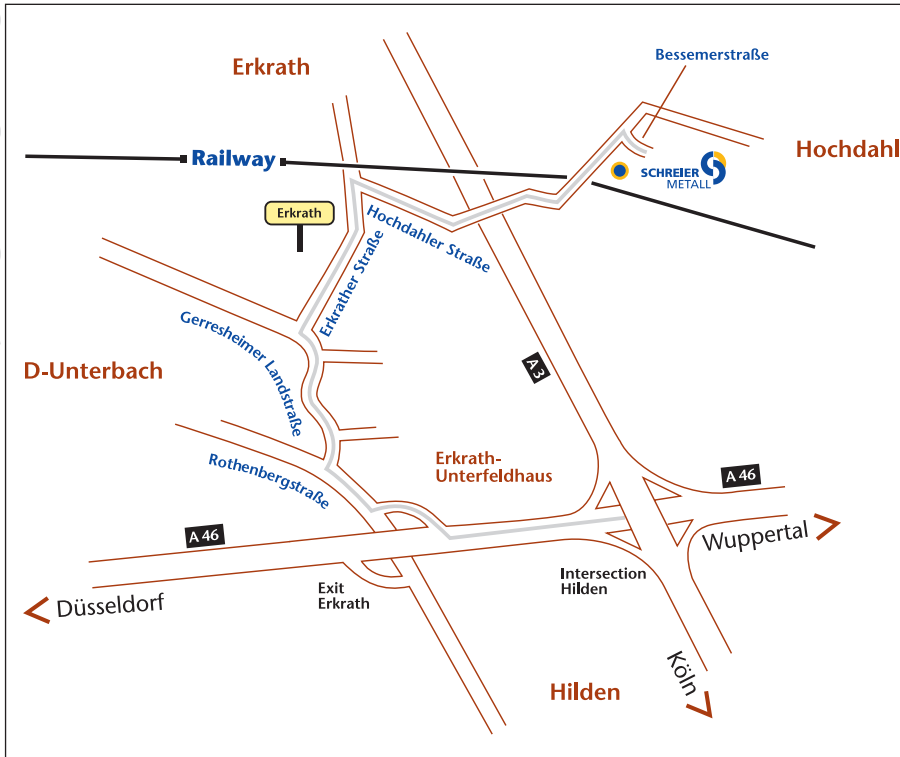 Erkrath
Bessemerstraße
Railway
Hochdahl
SCHREIER
METALL
Erkrath
Hochdahler Straße
Erkrather Straße
Gerresheimer Landstraße
D-Unterbach
A 3
Rothenbergstraße
Erkrath-
Unterfeldhaus
A 46
A 46
Wuppertal
Exit
Erkrath
Intersection
Hilden
Düsseldorf
Köln
Hilden